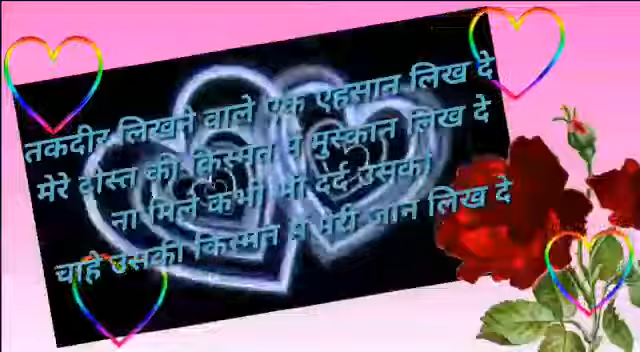 तकदीर लिखने वाले एक एहसान लिख दे
मेरे दोस्त की किस्मत में मुस्कान लिख दे
ना मिले कभी भी दर्द उसको
चाहे उसकी किस्मत में मेरी जान लिख दे